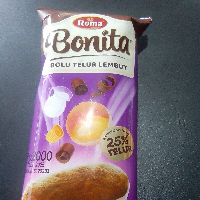 Roma
Bonita
BOLU TELUR LEMBUT
2000
25%
TELUR